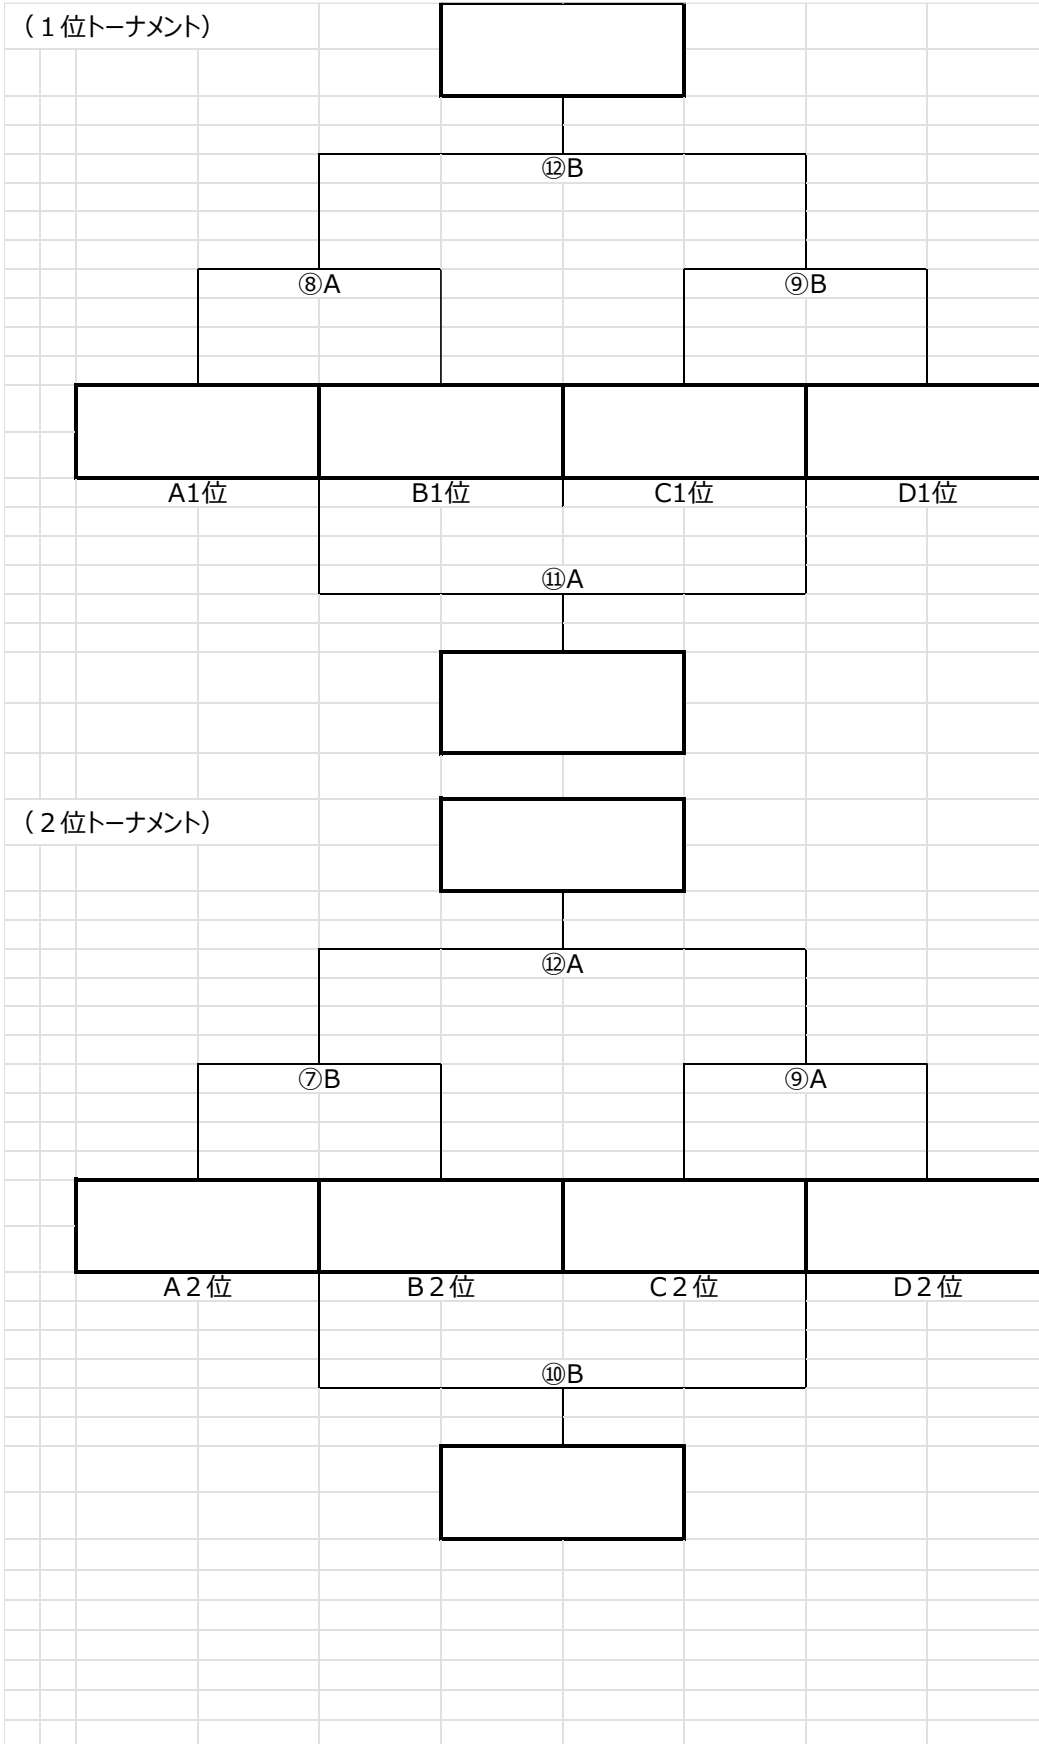 （１位トーナメント）
⑫B
⑧A
⑨B
A1位
B1位
C1位
D1位
⑪A
（２位トーナメント）
⑫A
⑦B
⑨A
A２位
B２位
C２位
D２位
⑩B